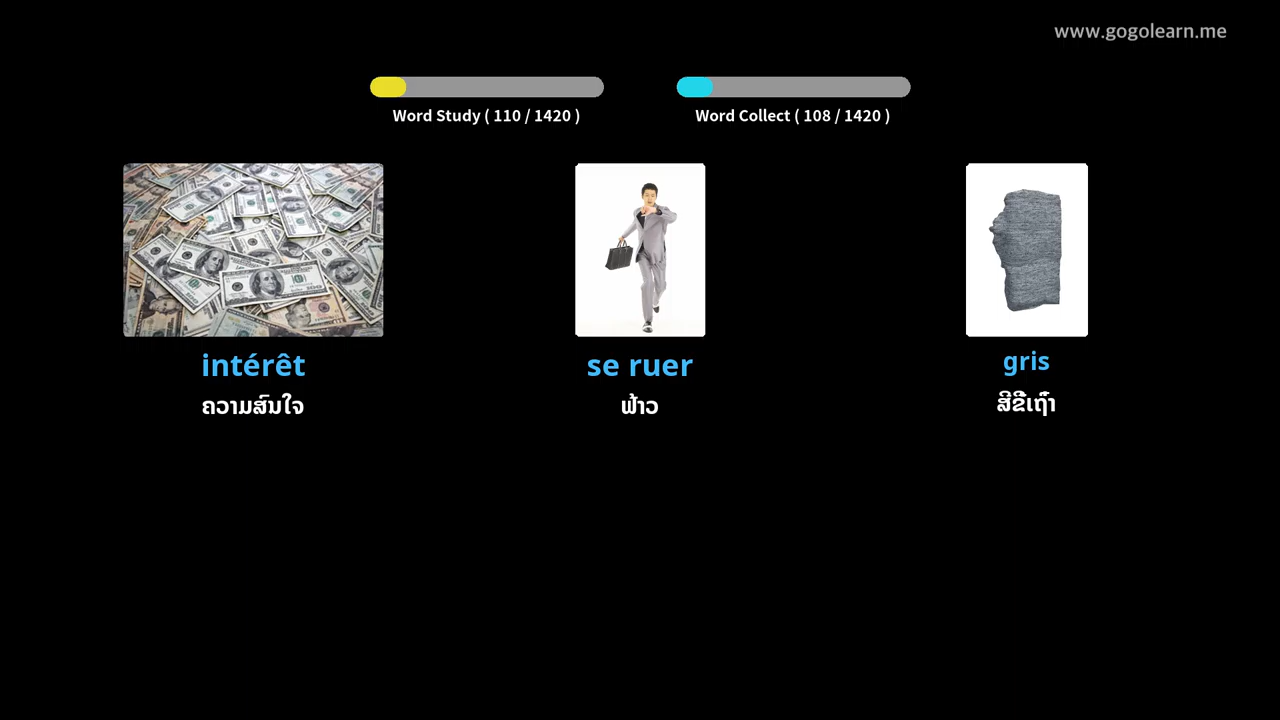 www.gogolearn.me
Word Study ( 110 / 1420 )
Word Collect ( 108 / 1420 )
intérêt
ຄວາມສົນໃຈ
se ruer
ຟ້າວ
gris
ສີຂີ້ເຖົ່າ